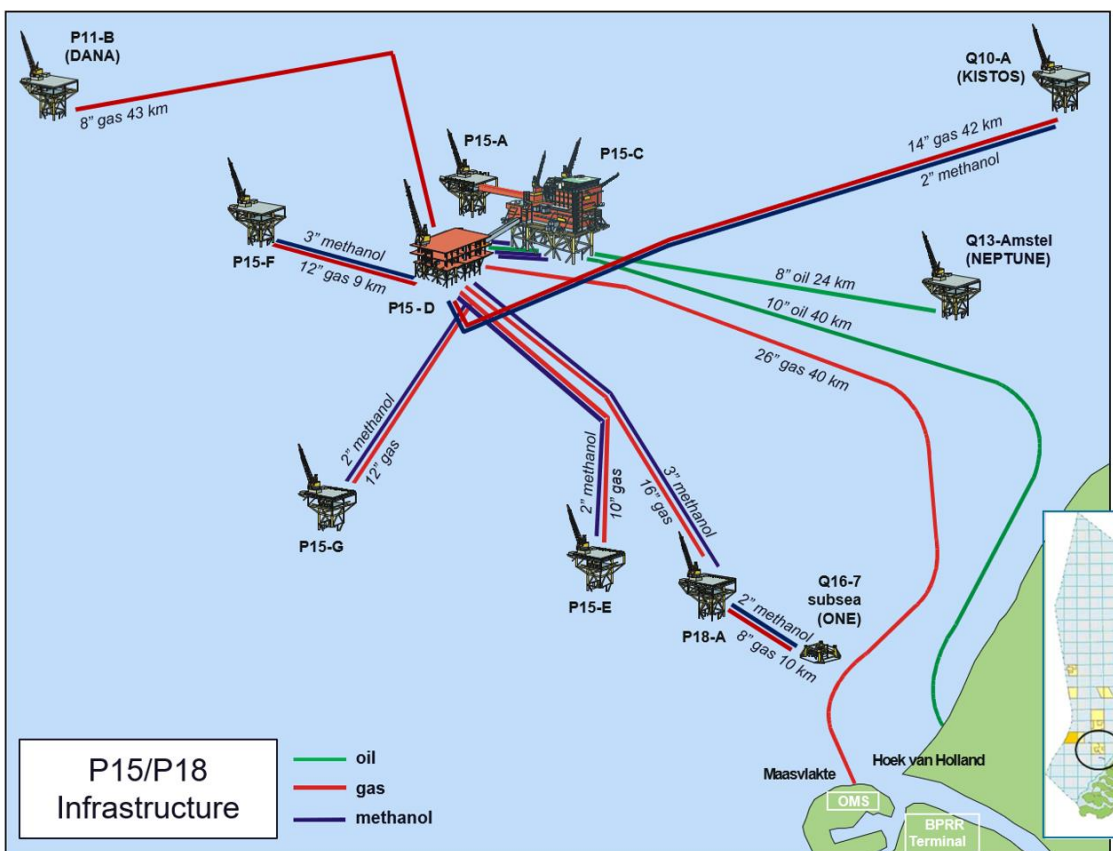 P11-B
(DANA)
8” gas 43 km
Q10-A
(KISTOS)
14” gas 42 km
2” methanol
P15-A
P15-C
P15-F
3” methanol
12” gas 9 km
P15-D
Q13-Amstel
(NEPTUNE)
8” oil 24 km
10” oil 40 km
26” gas 40 km
2” methanol
12” gas
P15-G
2” methanol
10” gas
P15-E
3” methanol
16” gas
P18-A
Q16-7
subsea
(ONE)
2” methanol
8” gas 10 km
P15/P18
Infrastructure
oil
gas
methanol
Maasvlakte
Hoek van Holland
OMS
BPRR
Terminal